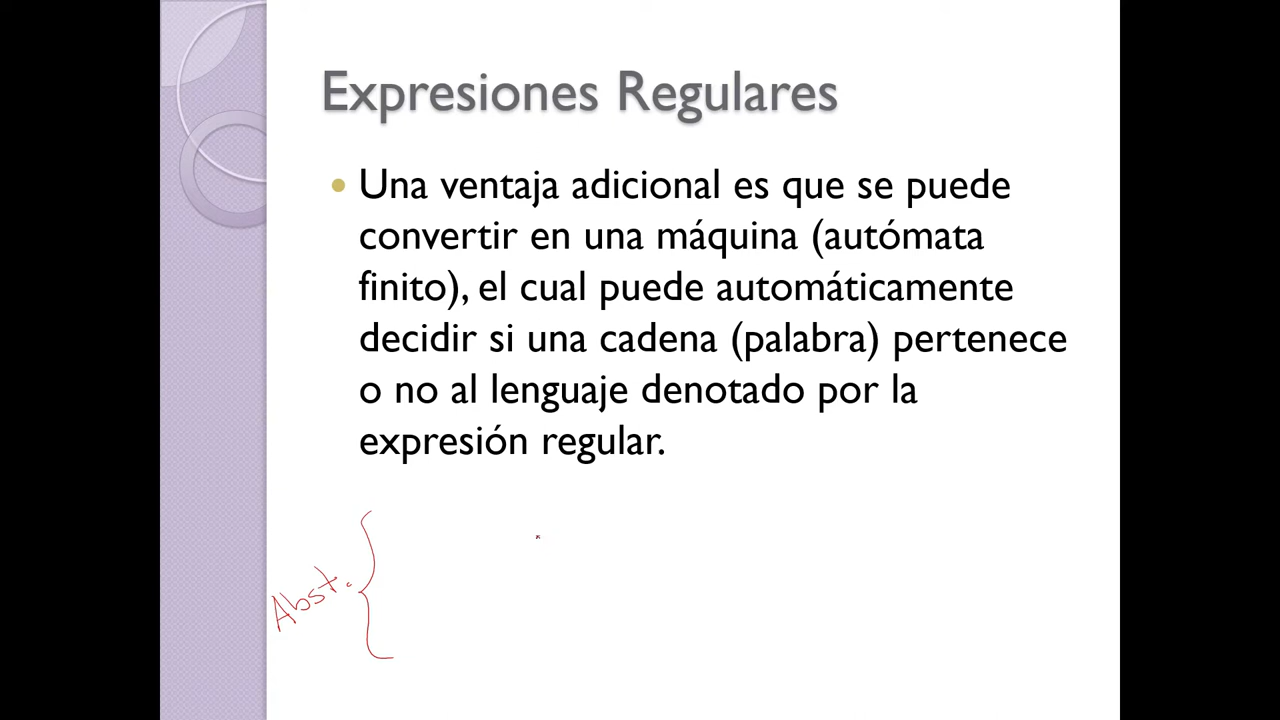 Expresiones Regulares
• Una ventaja adicional es que se puede
convertir en una máquina (autómata
finito), el cual puede automáticamente
decidir si una cadena (palabra) pertenece
o no al lenguaje denotado por la
expresión regular.
Abst.